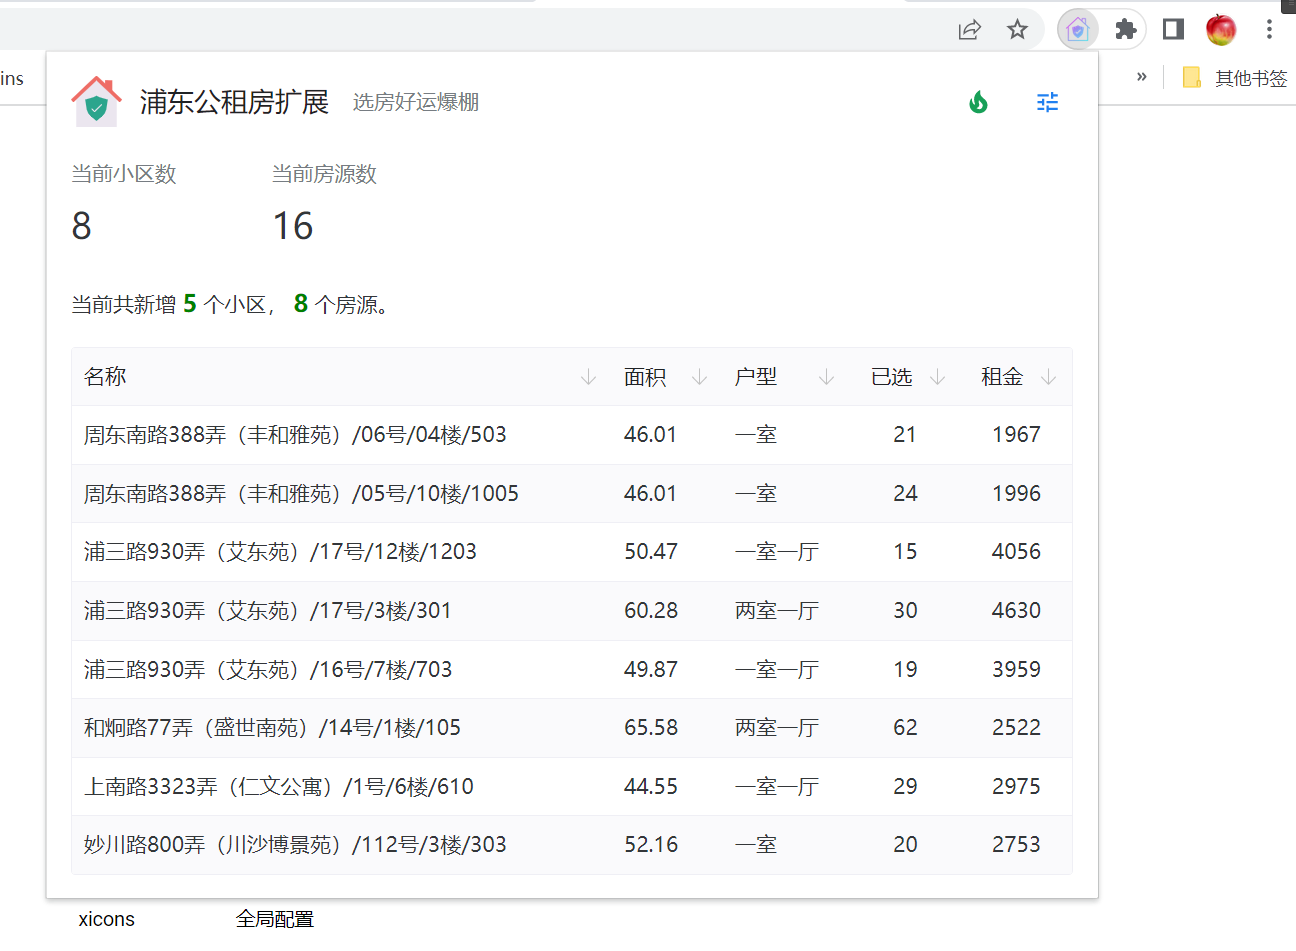 ins
» 其他书签
浦东公租房扩展 选房好运爆棚
当前小区数 当前房源数
8 16
当前共新增 5 个小区， 8 个房源。
名称 面积 户型 已选 租金
周东南路388弄（丰和雅苑）/06号/04楼/503 46.01 一室 21 1967
周东南路388弄（丰和雅苑）/05号/10楼/1005 46.01 一室 24 1996
浦三路930弄（艾东苑）/17号/12楼/1203 50.47 一室一厅 15 4056
浦三路930弄（艾东苑）/17号/3楼/301 60.28 两室一厅 30 4630
浦三路930弄（艾东苑）/16号/7楼/703 49.87 一室一厅 19 3959
和炯路77弄（盛世南苑）/14号/1楼/105 65.58 两室一厅 62 2522
上南路3323弄（仁文公寓）/1号/6楼/610 44.55 一室一厅 29 2975
妙川路800弄（川沙博景苑）/112号/3楼/303 52.16 一室 20 2753
xicons 全局配置